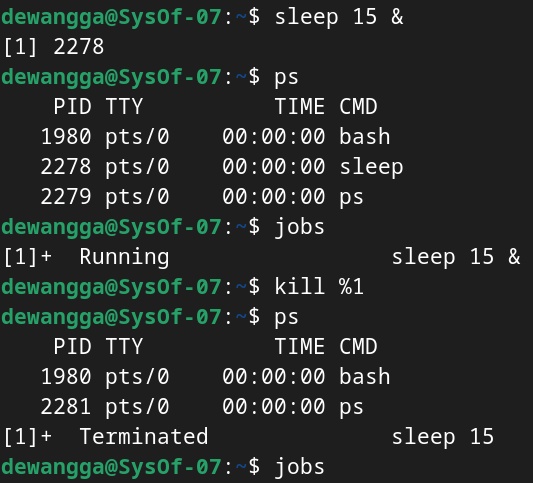 dewangga@SysOf-07:~$ sleep 15 &
[1] 2278
dewangga@SysOf-07:~$ ps
    PID TTY          TIME CMD
   1980 pts/0    00:00:00 bash
   2278 pts/0    00:00:00 sleep
   2279 pts/0    00:00:00 ps
dewangga@SysOf-07:~$ jobs
[1]+  Running                 sleep 15 &
dewangga@SysOf-07:~$ kill %1
dewangga@SysOf-07:~$ ps
    PID TTY          TIME CMD
   1980 pts/0    00:00:00 bash
   2281 pts/0    00:00:00 ps
[1]+  Terminated              sleep 15
dewangga@SysOf-07:~$ jobs